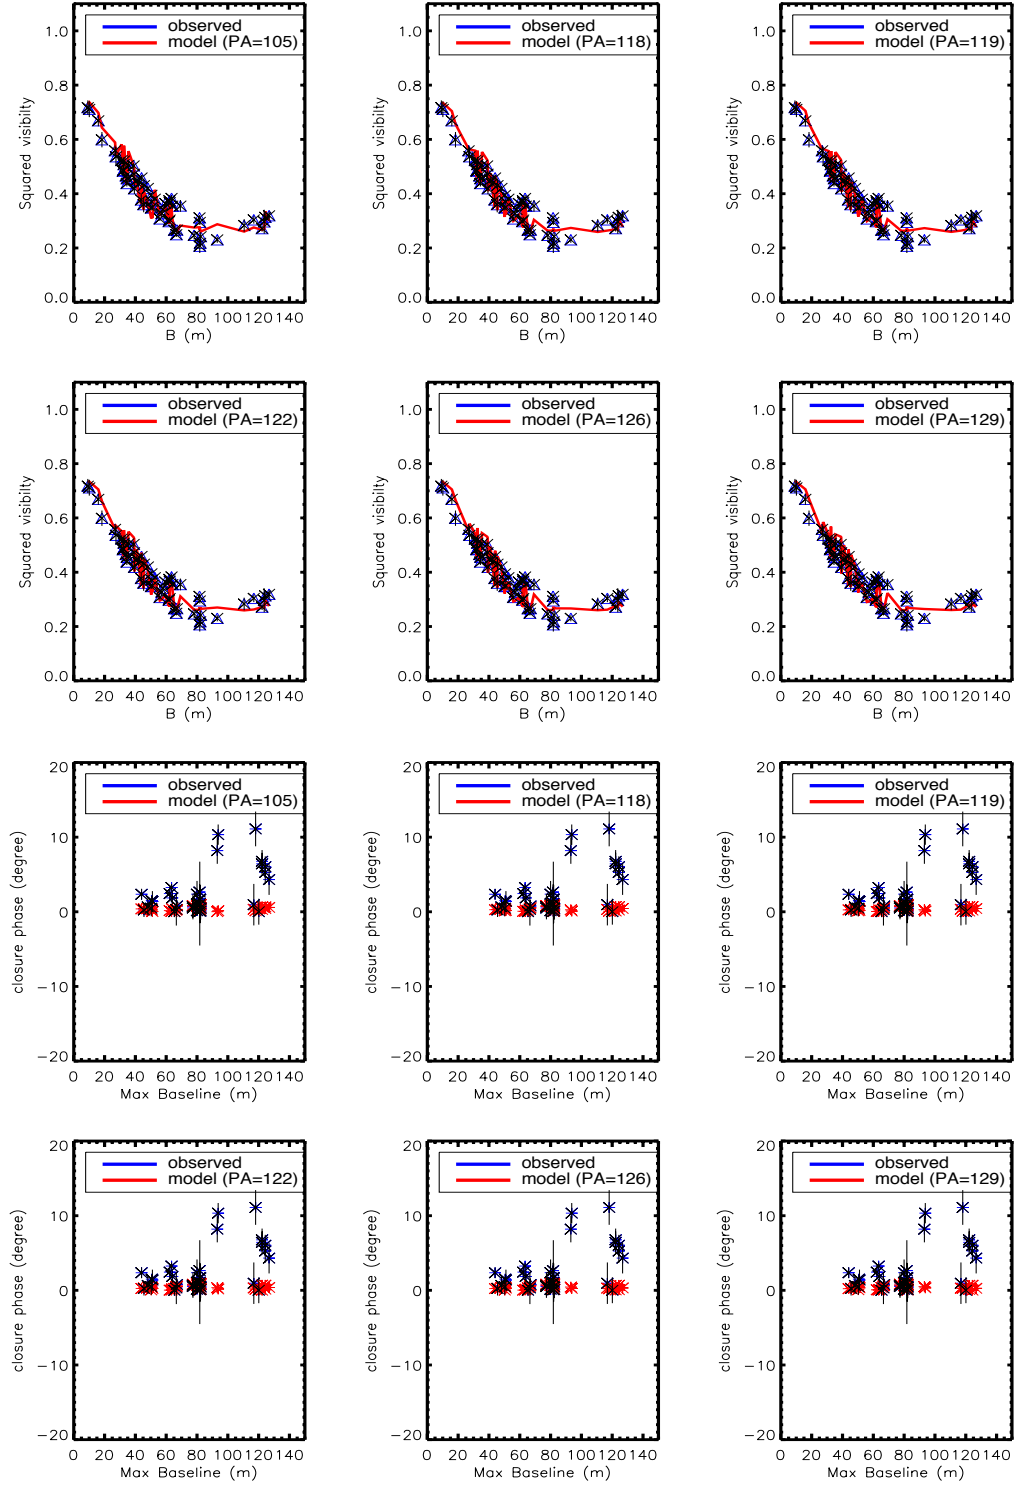 observed observed observed
model (PA=105) model (PA=118) model (PA=119)
Squared visibilty Squared visibilty Squared visibilty
1.0 1.0 1.0
0.8 0.8 0.8
0.6 0.6 0.6
0.4 0.4 0.4
0.2 0.2 0.2
0.0 0.0 0.0
0 20 40 60 80 100 120 140 0 20 40 60 80 100 120 140 0 20 40 60 80 100 120 140
B (m) B (m) B (m)
observed observed observed
model (PA=122) model (PA=126) model (PA=129)
Squared visibilty Squared visibilty Squared visibilty
1.0 1.0 1.0
0.8 0.8 0.8
0.6 0.6 0.6
0.4 0.4 0.4
0.2 0.2 0.2
0.0 0.0 0.0
0 20 40 60 80 100 120 140 0 20 40 60 80 100 120 140 0 20 40 60 80 100 120 140
B (m) B (m) B (m)
observed observed observed
model (PA=105) model (PA=118) model (PA=119)
closure phase (degree) closure phase (degree) closure phase (degree)
20 20 20
10 10 10
0 0 0
−10 −10 −10
−20 −20 −20
0 20 40 60 80 100 120 140 0 20 40 60 80 100 120 140 0 20 40 60 80 100 120 140
Max Baseline (m) Max Baseline (m) Max Baseline (m)
observed observed observed
model (PA=122) model (PA=126) model (PA=129)
closure phase (degree) closure phase (degree) closure phase (degree)
20 20 20
10 10 10
0 0 0
−10 −10 −10
−20 −20 −20
0 20 40 60 80 100 120 140 0 20 40 60 80 100 120 140 0 20 40 60 80 100 120 140
Max Baseline (m) Max Baseline (m) Max Baseline (m)